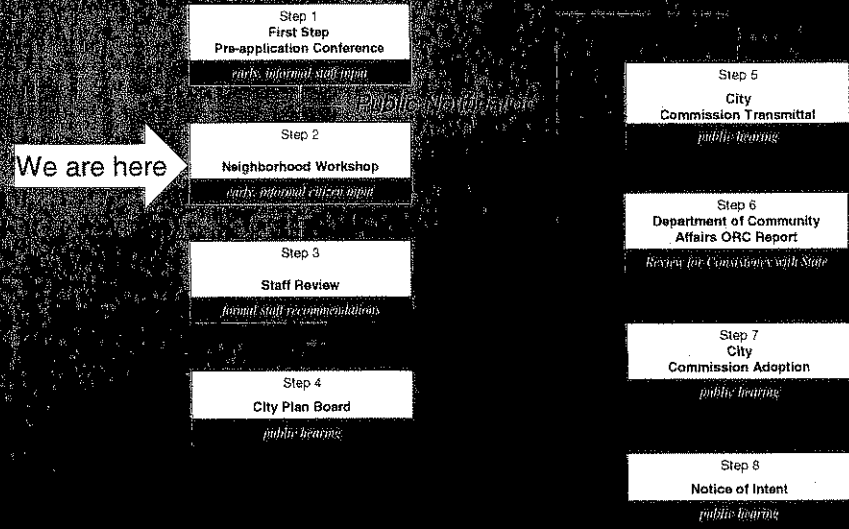 Step 1
First Step
Pre-application Conference
early, informal staff input
Public Notification
We are here
Step 2
Neighborhood Workshop
early, informal citizen input
Step 3
Staff Review
formal staff recommendations
Step 4
City Plan Board
public hearing
Step 5
City
Commission Transmittal
public hearing
Step 6
Department of Community
Affairs ORC Report
Review for Consistency with State
Step 7
City
Commission Adoption
public hearing
Step 8
Notice of Intent
public hearing